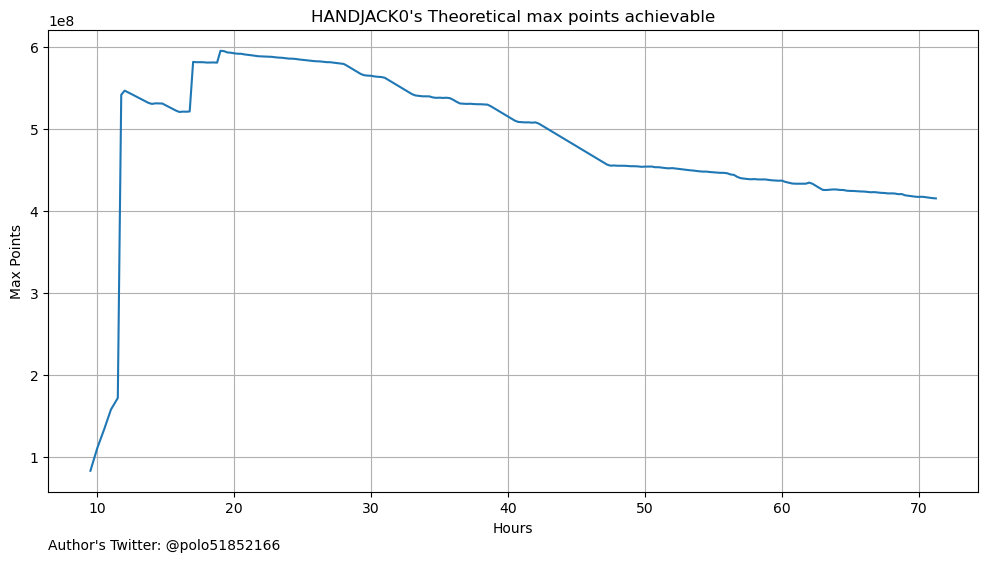 HANDJACK0's Theoretical max points achievable
1e8
6
5
4
3
2
1
Max Points
10 20 30 40 50 60 70
Hours
Author's Twitter: @polo51852166